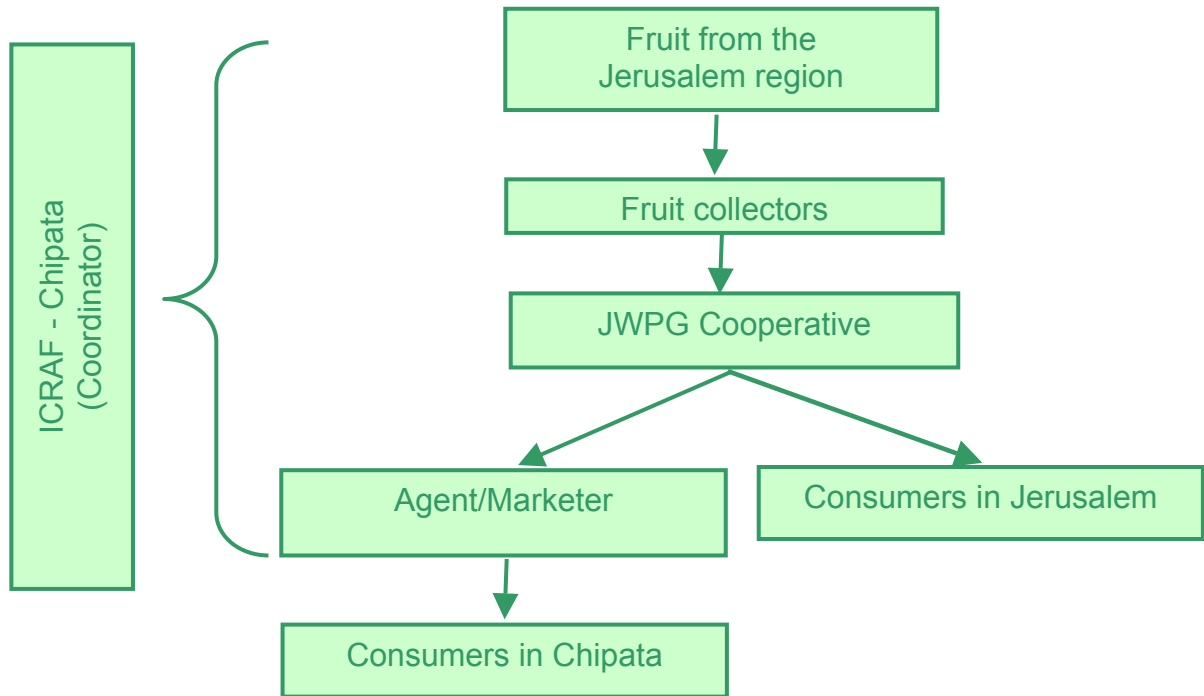 Fruit from the
Jerusalem region
Fruit collectors
JWPG Cooperative
Agent/Marketer
Consumers in Jerusalem
Consumers in Chipata
ICRAF - Chipata
(Coordinator)